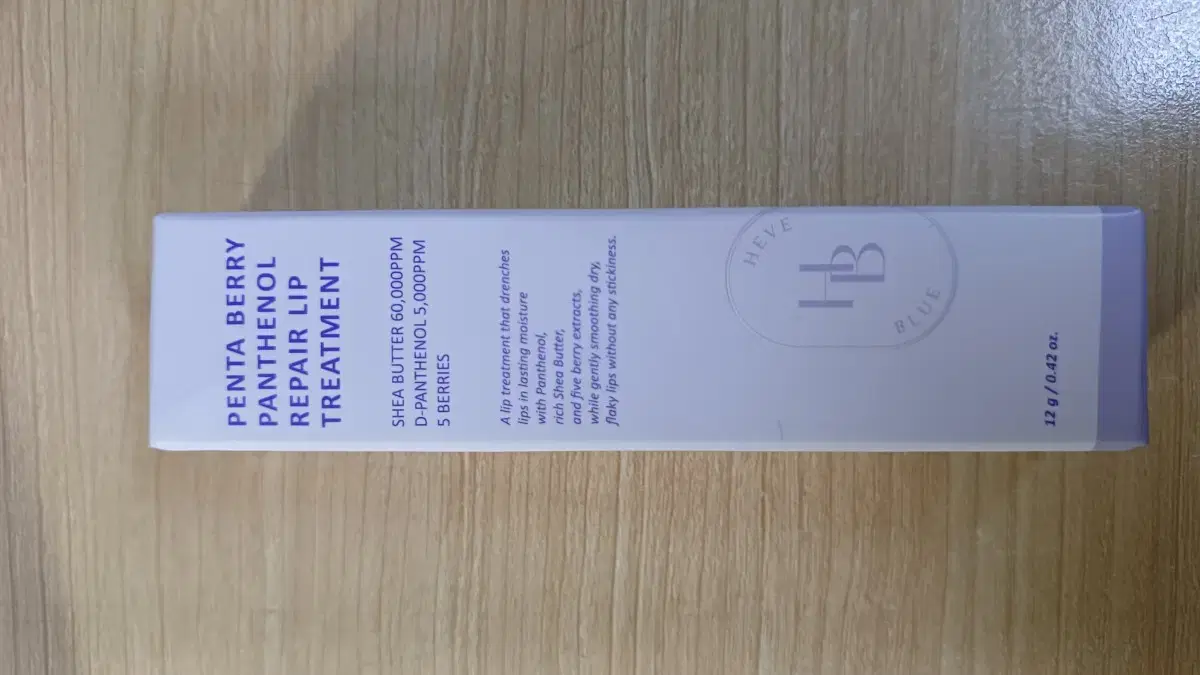 PENTA BERRY
PANTHENOL
REPAIR LIP
TREATMENT
SHEA BUTTER 60,000PPM
D-PANTHENOL 5,000PPM
5 BERRIES
A lip treatment that drenches
lips in lasting moisture
with Panthenol,
rich Shea Butter,
and five berry extracts,
while gently smoothing dry,
flaky lips without any stickiness.
HEVE
HB
BLUE
12 g / 0.42 oz.